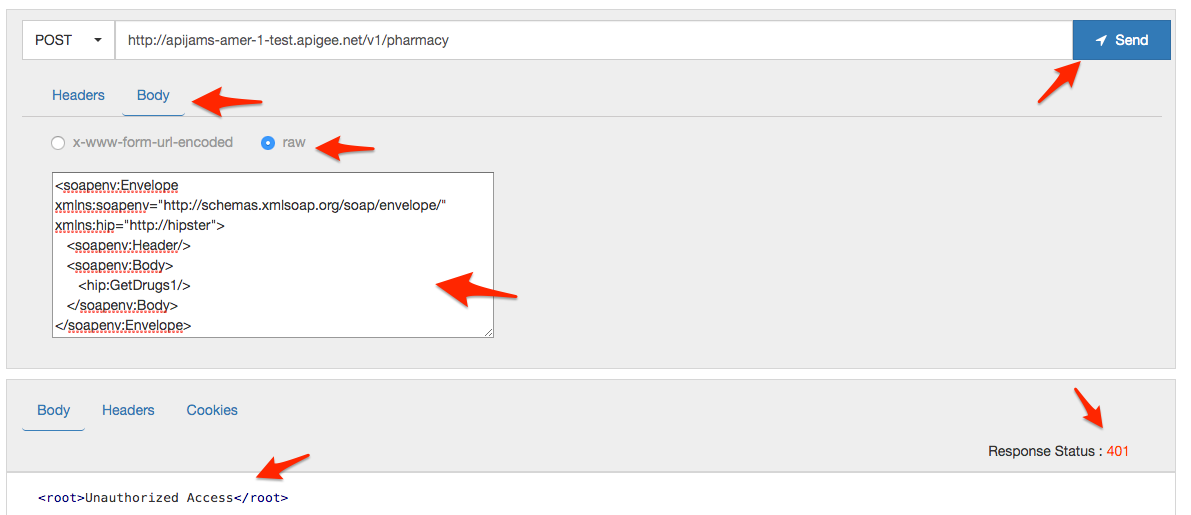 POST http://apijams-amer-1-test.apigee.net/v1/pharmacy Send
Headers Body
x-www-form-url-encoded raw
<soapenv:Envelope
xmlns:soapenv="http://schemas.xmlsoap.org/soap/envelope/"
xmlns:hip="http://hipster">
<soapenv:Header/>
<soapenv:Body>
<hip:GetDrugs1/>
</soapenv:Body>
</soapenv:Envelope>
Body Headers Cookies
Response Status : 401
<root>Unauthorized Access</root>